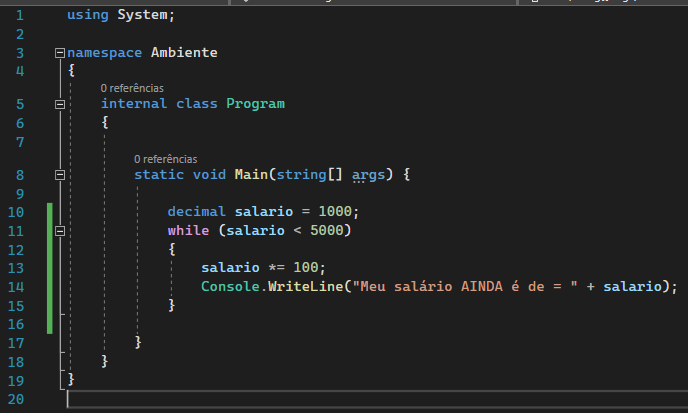 1 using System;
2
3 namespace Ambiente
4 {
0 referências
5 internal class Program
6 {
7
0 referências
8 static void Main(string[] args) {
9
10 decimal salario = 1000;
11 while (salario < 5000)
12 {
13 salario *= 100;
14 Console.WriteLine("Meu salário AINDA é de = " + salario);
15 }
16
17 }
18 }
19 }
20